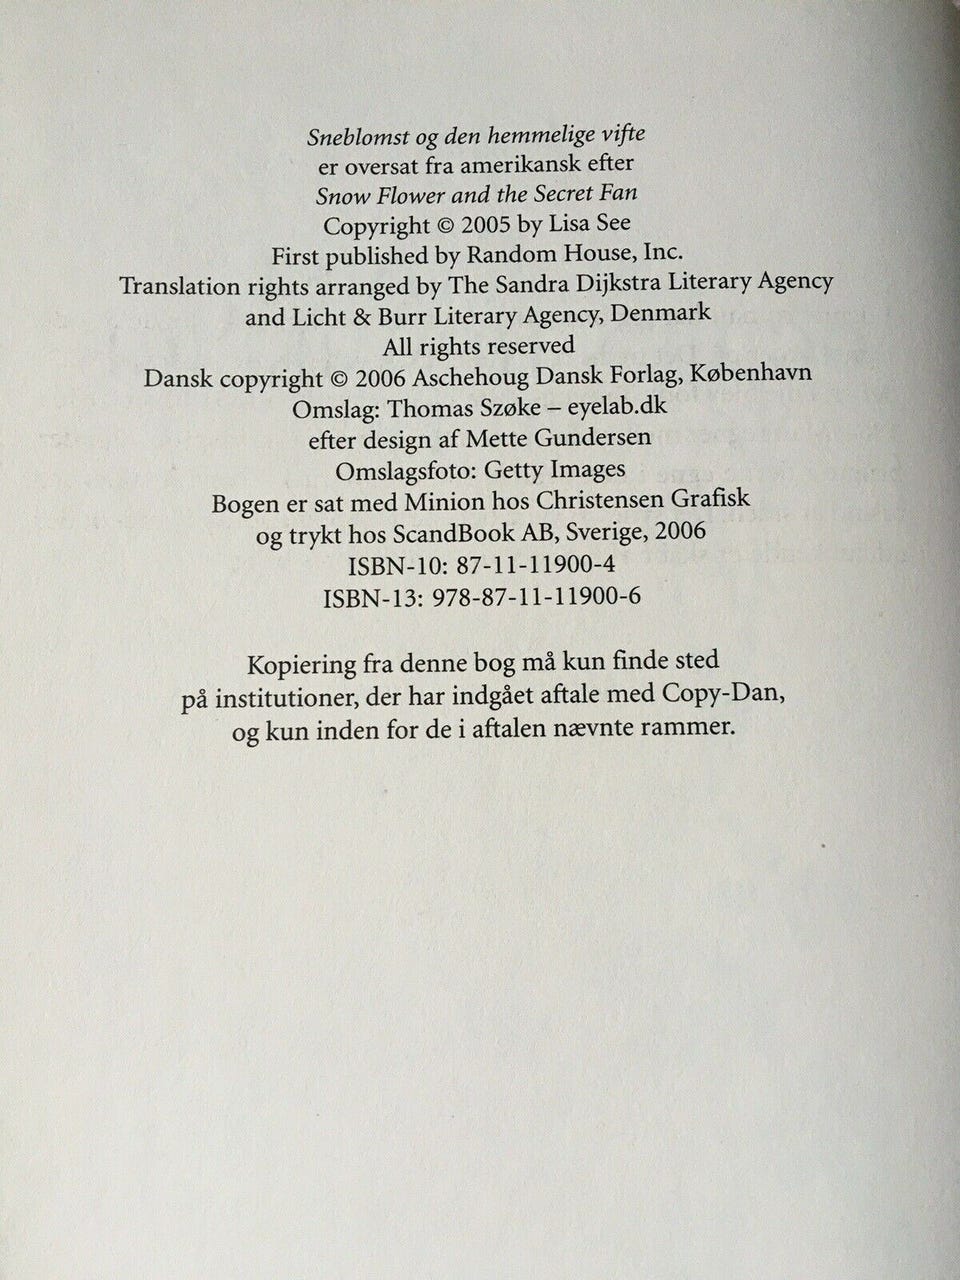 Sneblomst og den hemmelige vifte
er oversat fra amerikansk efter
Snow Flower and the Secret Fan
Copyright © 2005 by Lisa See
First published by Random House, Inc.
Translation rights arranged by The Sandra Dijkstra Literary Agency
and Licht & Burr Literary Agency, Denmark
All rights reserved
Dansk copyright © 2006 Aschehoug Dansk Forlag, København
Omslag: Thomas Szøke – eyelab.dk
efter design af Mette Gundersen
Omslagsfoto: Getty Images
Bogen er sat med Minion hos Christensen Grafisk
og trykt hos ScandBook AB, Sverige, 2006
ISBN-10: 87-11-11900-4
ISBN-13: 978-87-11-11900-6
Kopiering fra denne bog må kun finde sted
på institutioner, der har indgået aftale med Copy-Dan,
og kun inden for de i aftalen nævnte rammer.